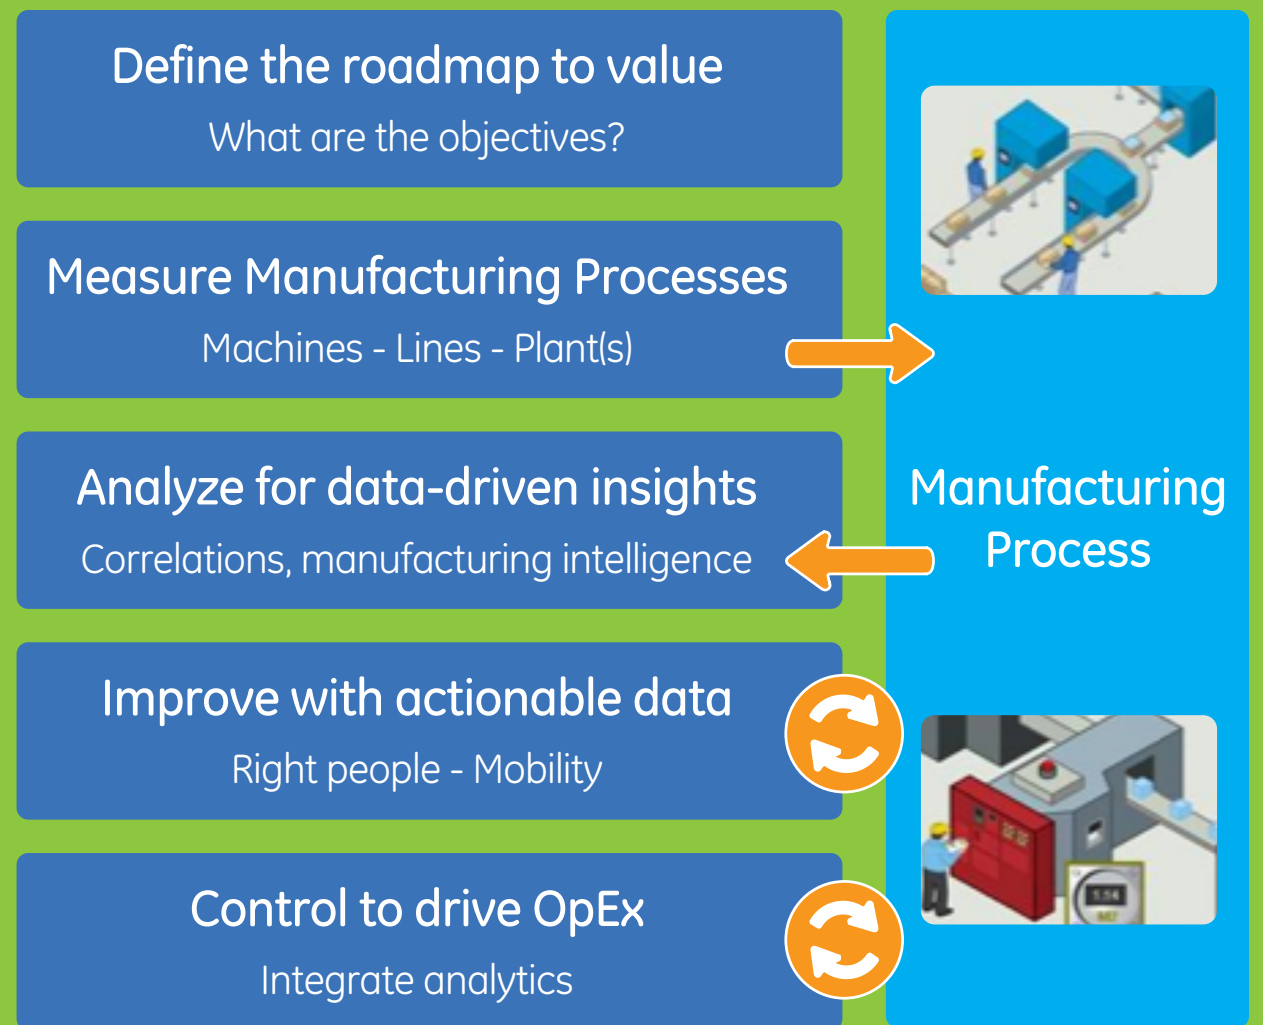 Define the roadmap to value
What are the objectives?
Measure Manufacturing Processes
Machines - Lines - Plant(s)
Analyze for data-driven insights
Correlations, manufacturing intelligence
Improve with actionable data
Right people - Mobility
Control to drive OpEx
Integrate analytics
Manufacturing
Process